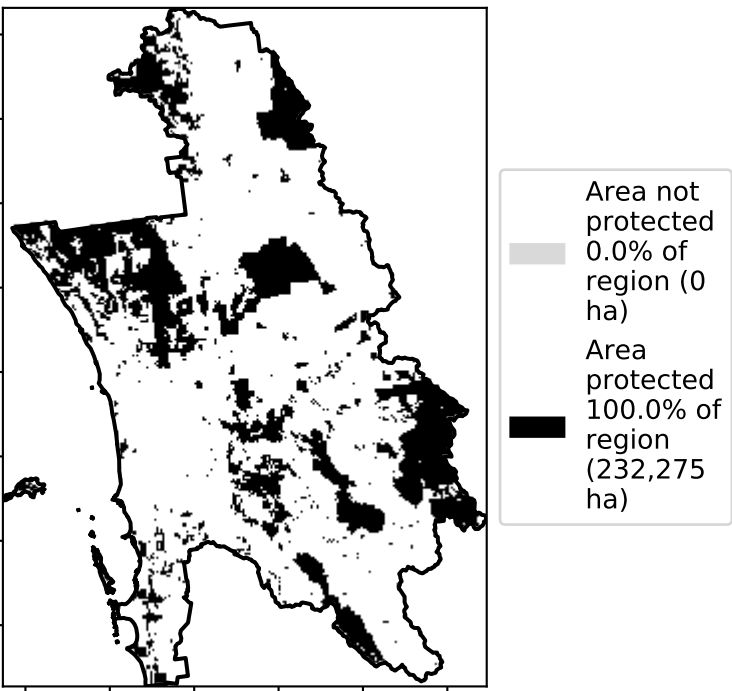 Area not
protected
0.0% of
region (0
ha)
Area
protected
100.0% of
region
(232,275
ha)